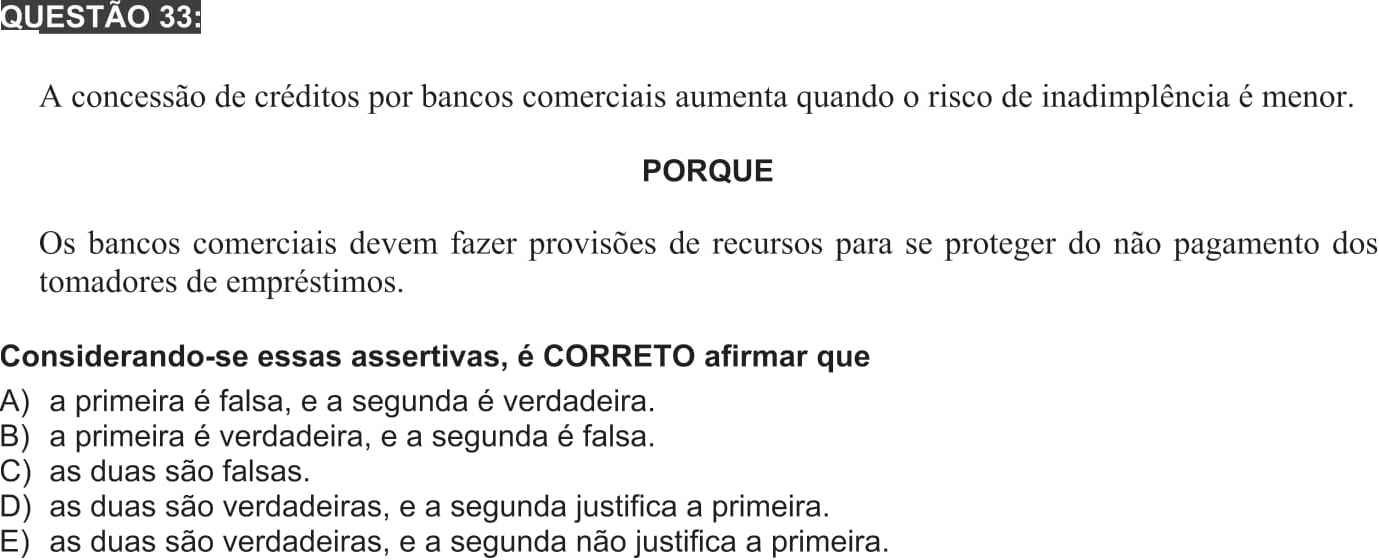 QUESTÃO 33:
A concessão de créditos por bancos comerciais aumenta quando o risco de inadimplência é menor.
PORQUE
Os bancos comerciais devem fazer provisões de recursos para se proteger do não pagamento dos
tomadores de empréstimos.
Considerando-se essas assertivas, é CORRETO afirmar que
A) a primeira é falsa, e a segunda é verdadeira.
B) a primeira é verdadeira, e a segunda é falsa.
C) as duas são falsas.
D) as duas são verdadeiras, e a segunda justifica a primeira.
E) as duas são verdadeiras, e a segunda não justifica a primeira.